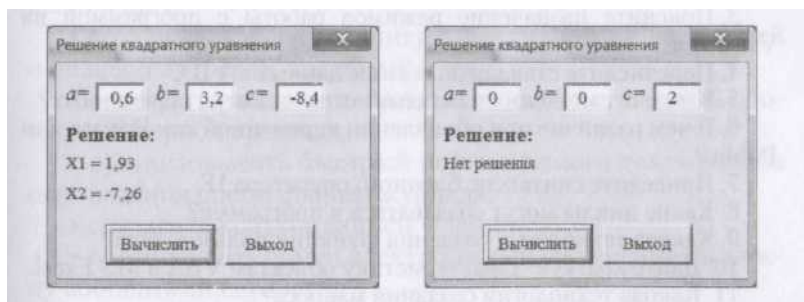 Решение квадратного уравнения
a= 0,6 b= 3,2 c= -8,4
Решение:
X1 = 1,93
X2 = -7,26
Вычислить Выход
Решение квадратного уравнения
a= 0 b= 0 c= 2
Решение:
Нет решения
Вычислить Выход